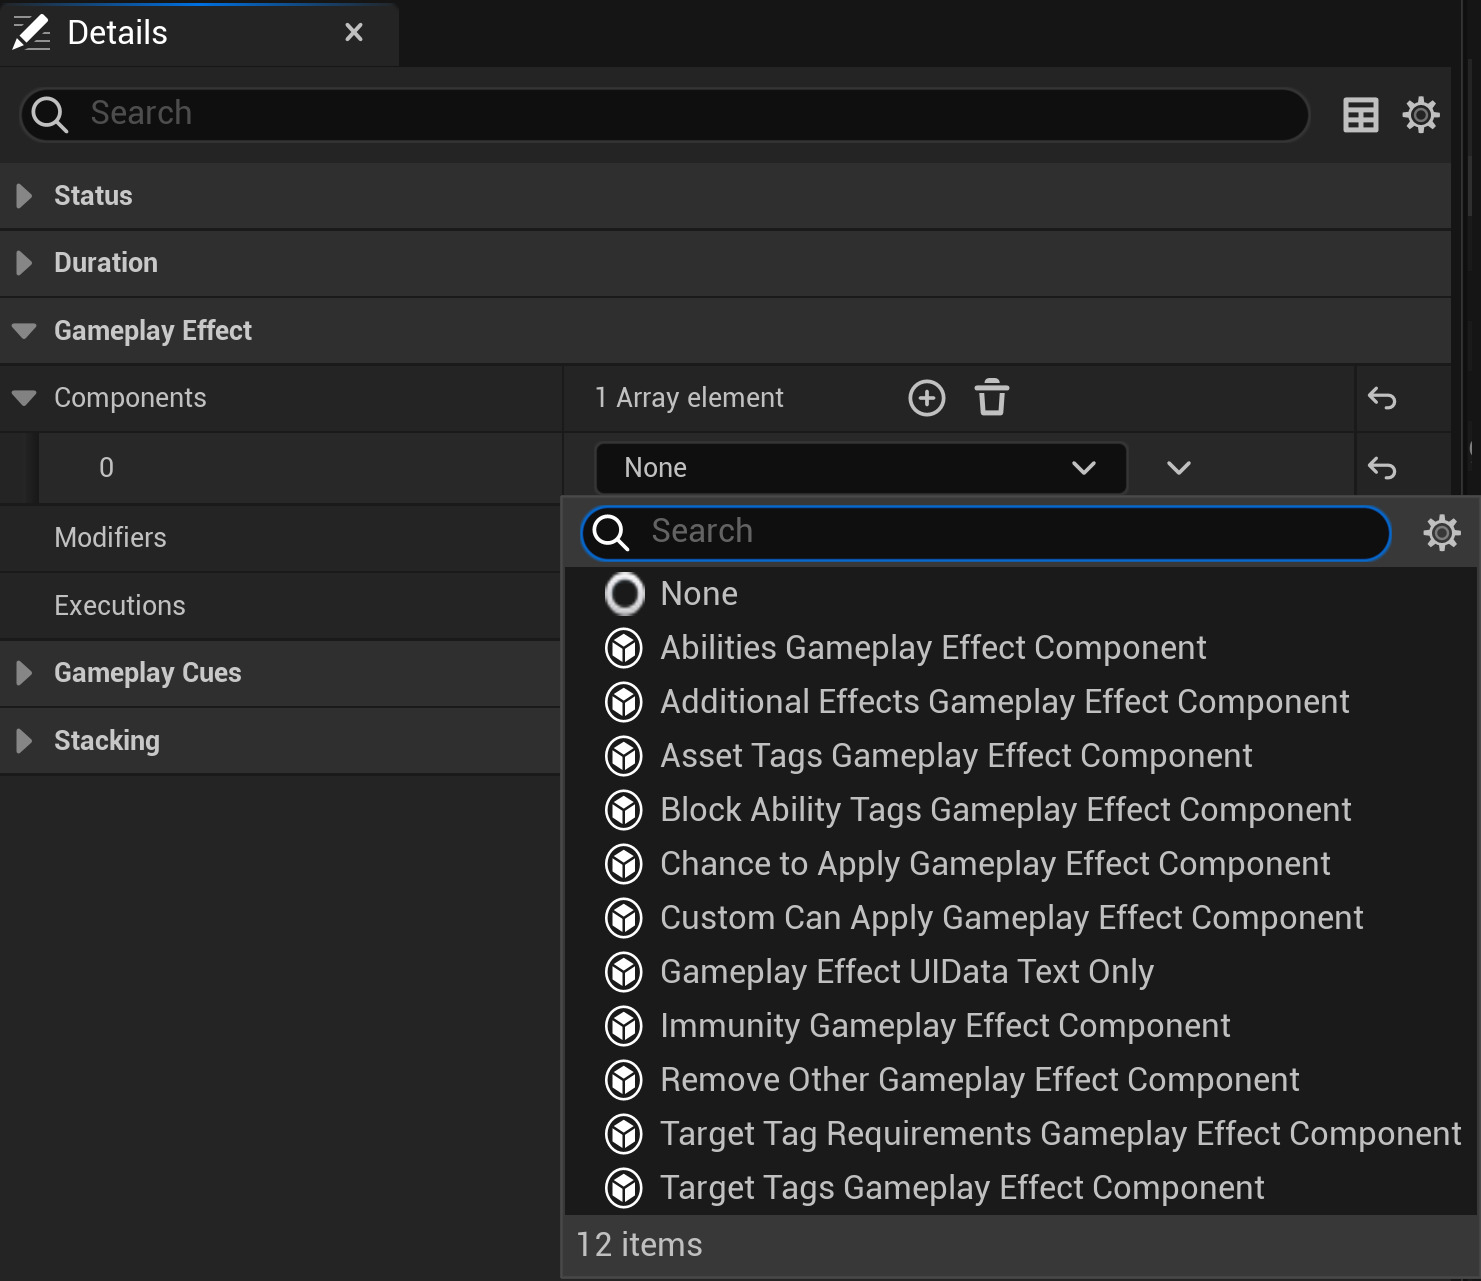 Details
Search
Status
Duration
Gameplay Effect
Components
1 Array element
0
None
Modifiers
Executions
Gameplay Cues
Stacking
Search
None
Abilities Gameplay Effect Component
Additional Effects Gameplay Effect Component
Asset Tags Gameplay Effect Component
Block Ability Tags Gameplay Effect Component
Chance to Apply Gameplay Effect Component
Custom Can Apply Gameplay Effect Component
Gameplay Effect UIData Text Only
Immunity Gameplay Effect Component
Remove Other Gameplay Effect Component
Target Tag Requirements Gameplay Effect Component
Target Tags Gameplay Effect Component
12 items